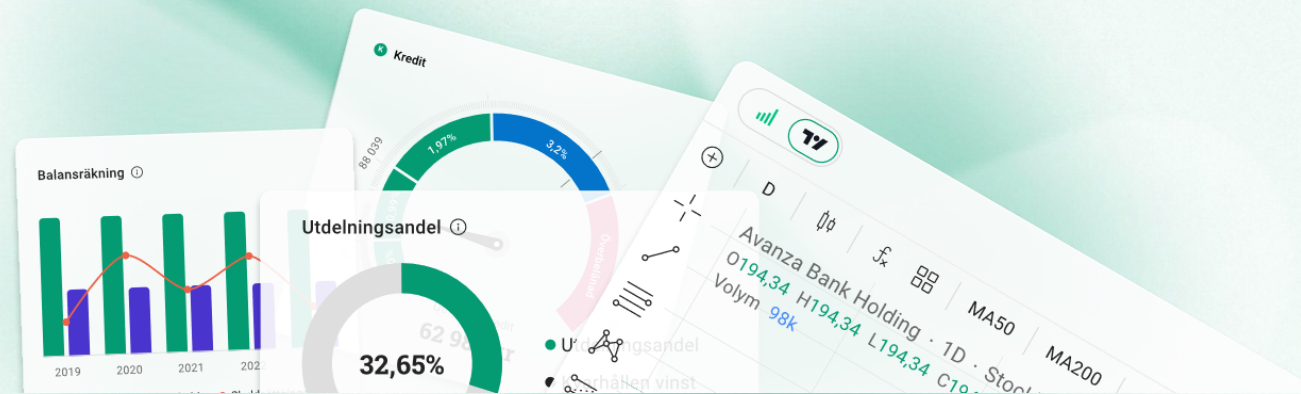 Kredit
88 039
1,97%
3,2%
Överbelånad
Balansräkning
2019
2020
2021
Utdelningsandel
32,65%
D
Avanza Bank Holding · 1D ·
O194,34 H194,34 L194,34
Volym 98k
MA50
MA200